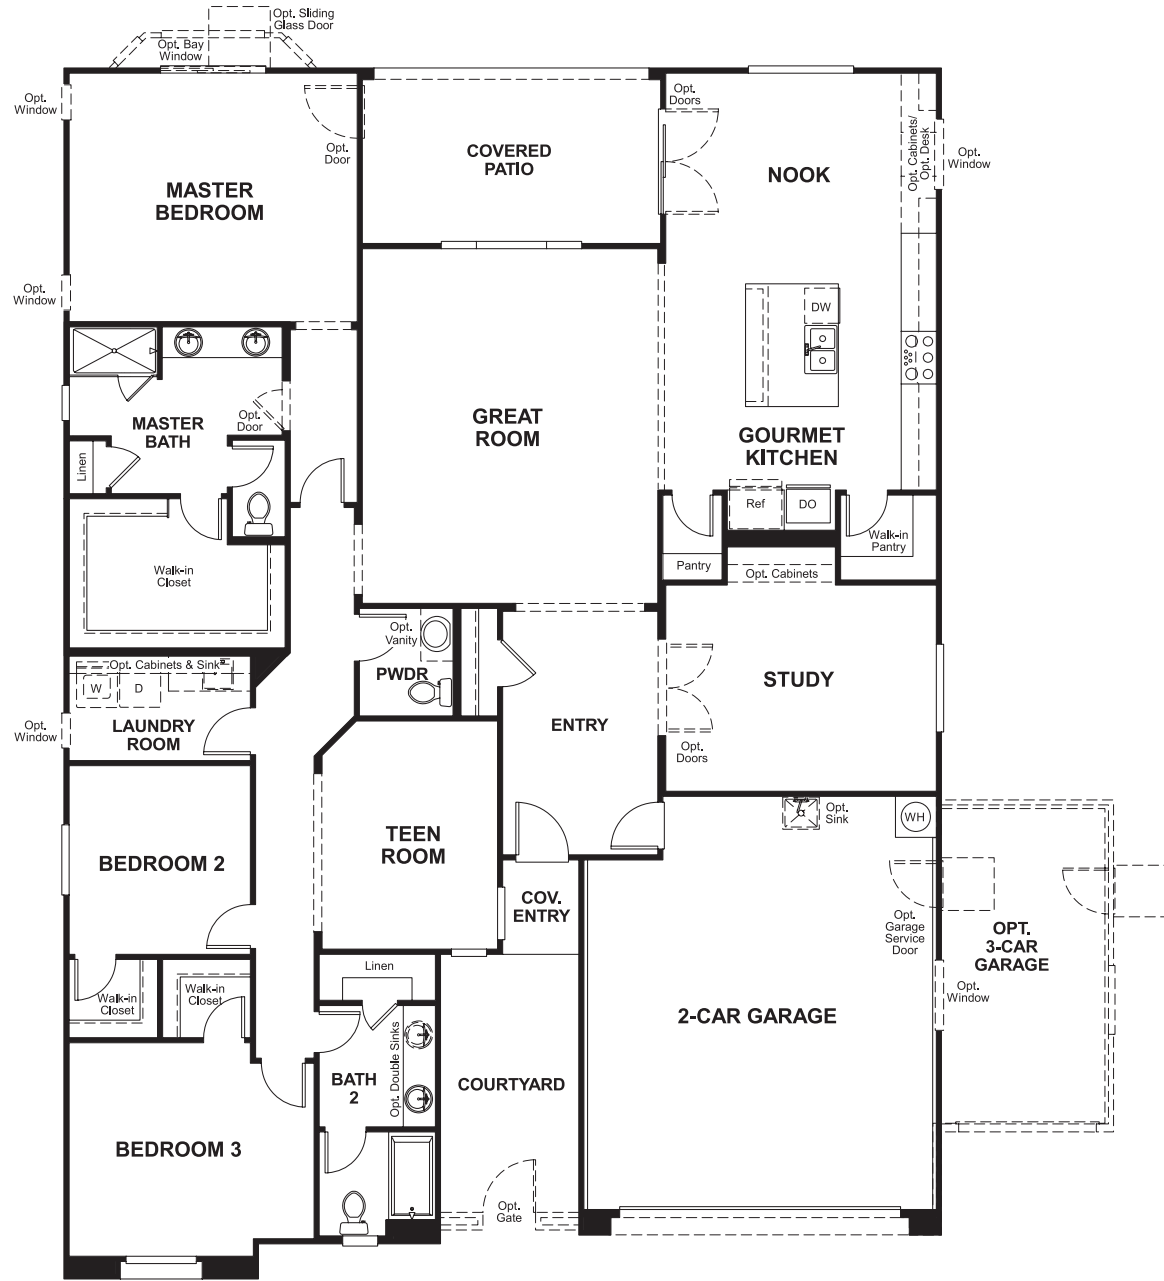 Opt. Sliding
Glass Door
Opt. Bay
Window
Opt.
Window
Opt.
Door
COVERED
PATIO
Opt.
Doors
NOOK
Opt. Cabinets/
Opt. Desk
Opt.
Window
MASTER
BEDROOM
Opt.
Window
DW
GREAT
ROOM
GOURMET
KITCHEN
MASTER
BATH
Opt.
Door
Linen
Ref
DO
Walk-in
Pantry
Pantry
Opt. Cabinets
Walk-in
Closet
Opt.
Vanity
PWDR
Opt. Cabinets & Sink
W
D
LAUNDRY
ROOM
Opt.
Window
ENTRY
STUDY
Opt.
Doors
Opt.
Sink
WH
TEEN
ROOM
BEDROOM 2
COV.
ENTRY
Opt.
Garage
Service
Door
OPT.
3-CAR
GARAGE
Opt.
Window
Linen
Walk-in
Closet
Walk-in
Closet
2-CAR GARAGE
Opt. Double Sinks
BATH
2
COURTYARD
BEDROOM 3
Opt.
Gate